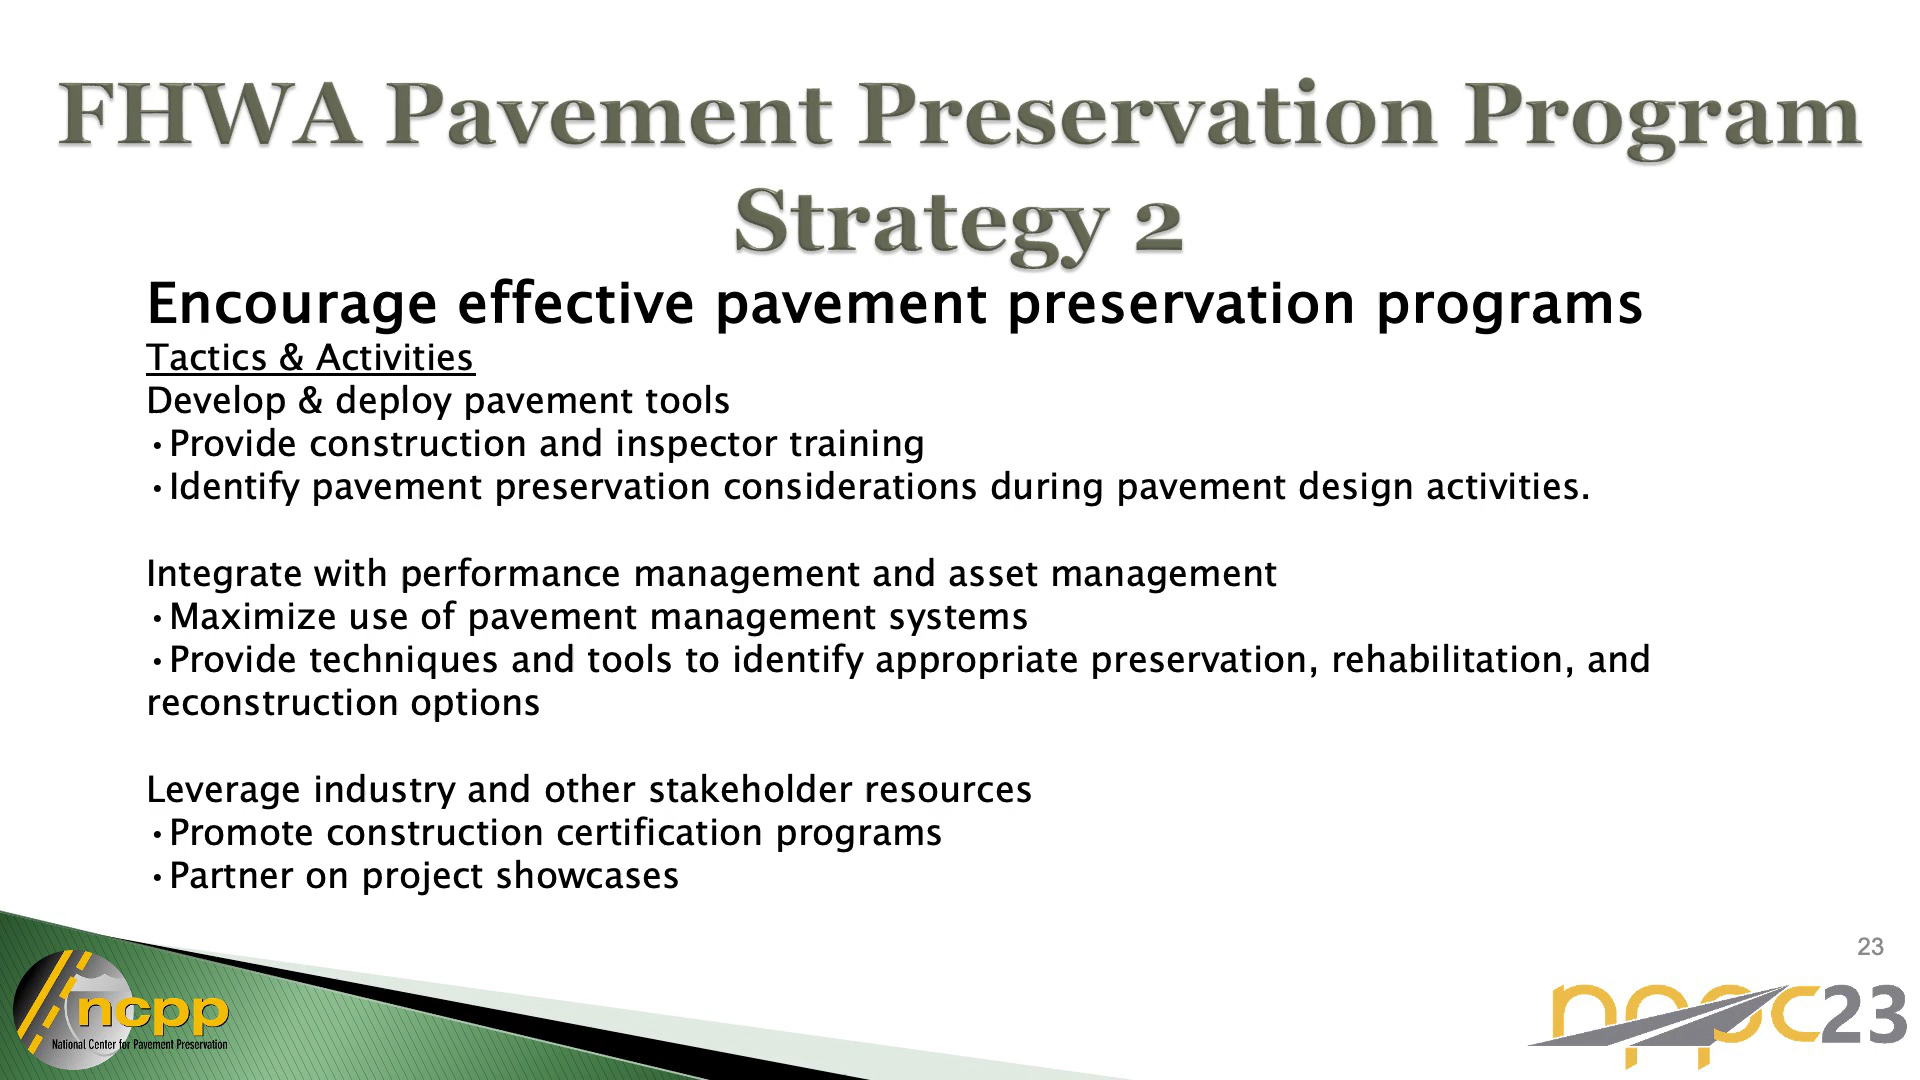 FHWA Pavement Preservation Program
Strategy 2
Encourage effective pavement preservation programs
Tactics & Activities
Develop & deploy pavement tools
•Provide construction and inspector training
•Identify pavement preservation considerations during pavement design activities.
Integrate with performance management and asset management
•Maximize use of pavement management systems
•Provide techniques and tools to identify appropriate preservation, rehabilitation, and
reconstruction options
Leverage industry and other stakeholder resources
•Promote construction certification programs
•Partner on project showcases
23
ncpp
National Center for Pavement Preservation
nppc23